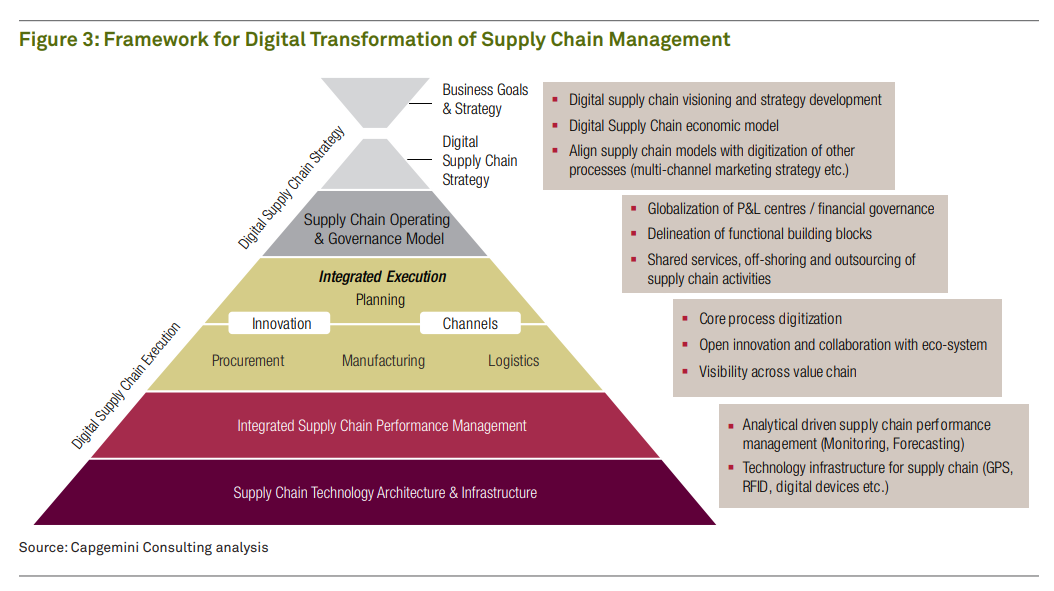 Figure 3: Framework for Digital Transformation of Supply Chain Management
Business Goals
& Strategy
Digital
Supply Chain
Strategy
Digital Supply Chain Strategy
Supply Chain Operating
& Governance Model
Integrated Execution
Planning
Innovation
Channels
Procurement
Manufacturing
Logistics
Digital Supply Chain Execution
Integrated Supply Chain Performance Management
Supply Chain Technology Architecture & Infrastructure
▪ Digital supply chain visioning and strategy development
▪ Digital Supply Chain economic model
▪ Align supply chain models with digitization of other
processes (multi-channel marketing strategy etc.)
▪ Globalization of P&L centres / financial governance
▪ Delineation of functional building blocks
▪ Shared services, off-shoring and outsourcing of
supply chain activities
▪ Core process digitization
▪ Open innovation and collaboration with eco-system
▪ Visibility across value chain
▪ Analytical driven supply chain performance
management (Monitoring, Forecasting)
▪ Technology infrastructure for supply chain (GPS,
RFID, digital devices etc.)
Source: Capgemini Consulting analysis